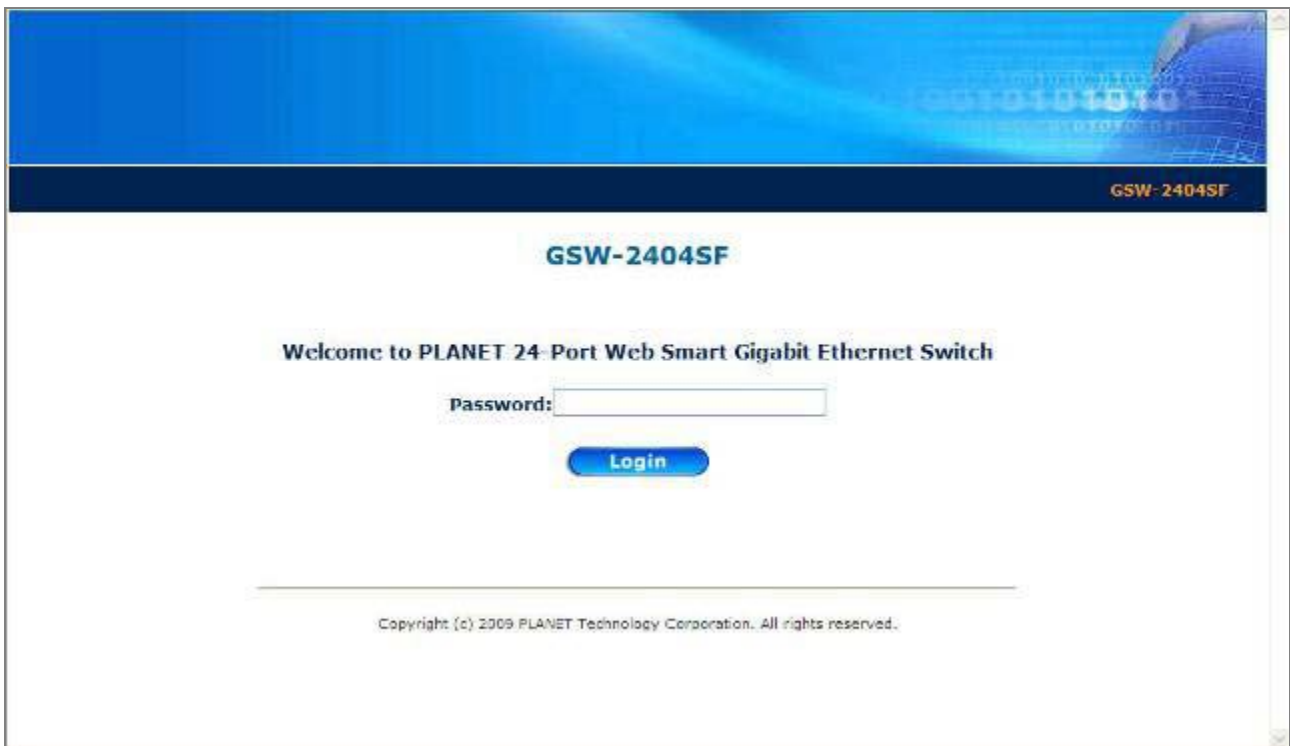 0010101010101
GSW-2404SF
GSW-2404SF
Welcome to PLANET 24-Port Web Smart Gigabit Ethernet Switch
Password:
Login
Copyright (c) 2009 PLANET Technology Corporation. All rights reserved.